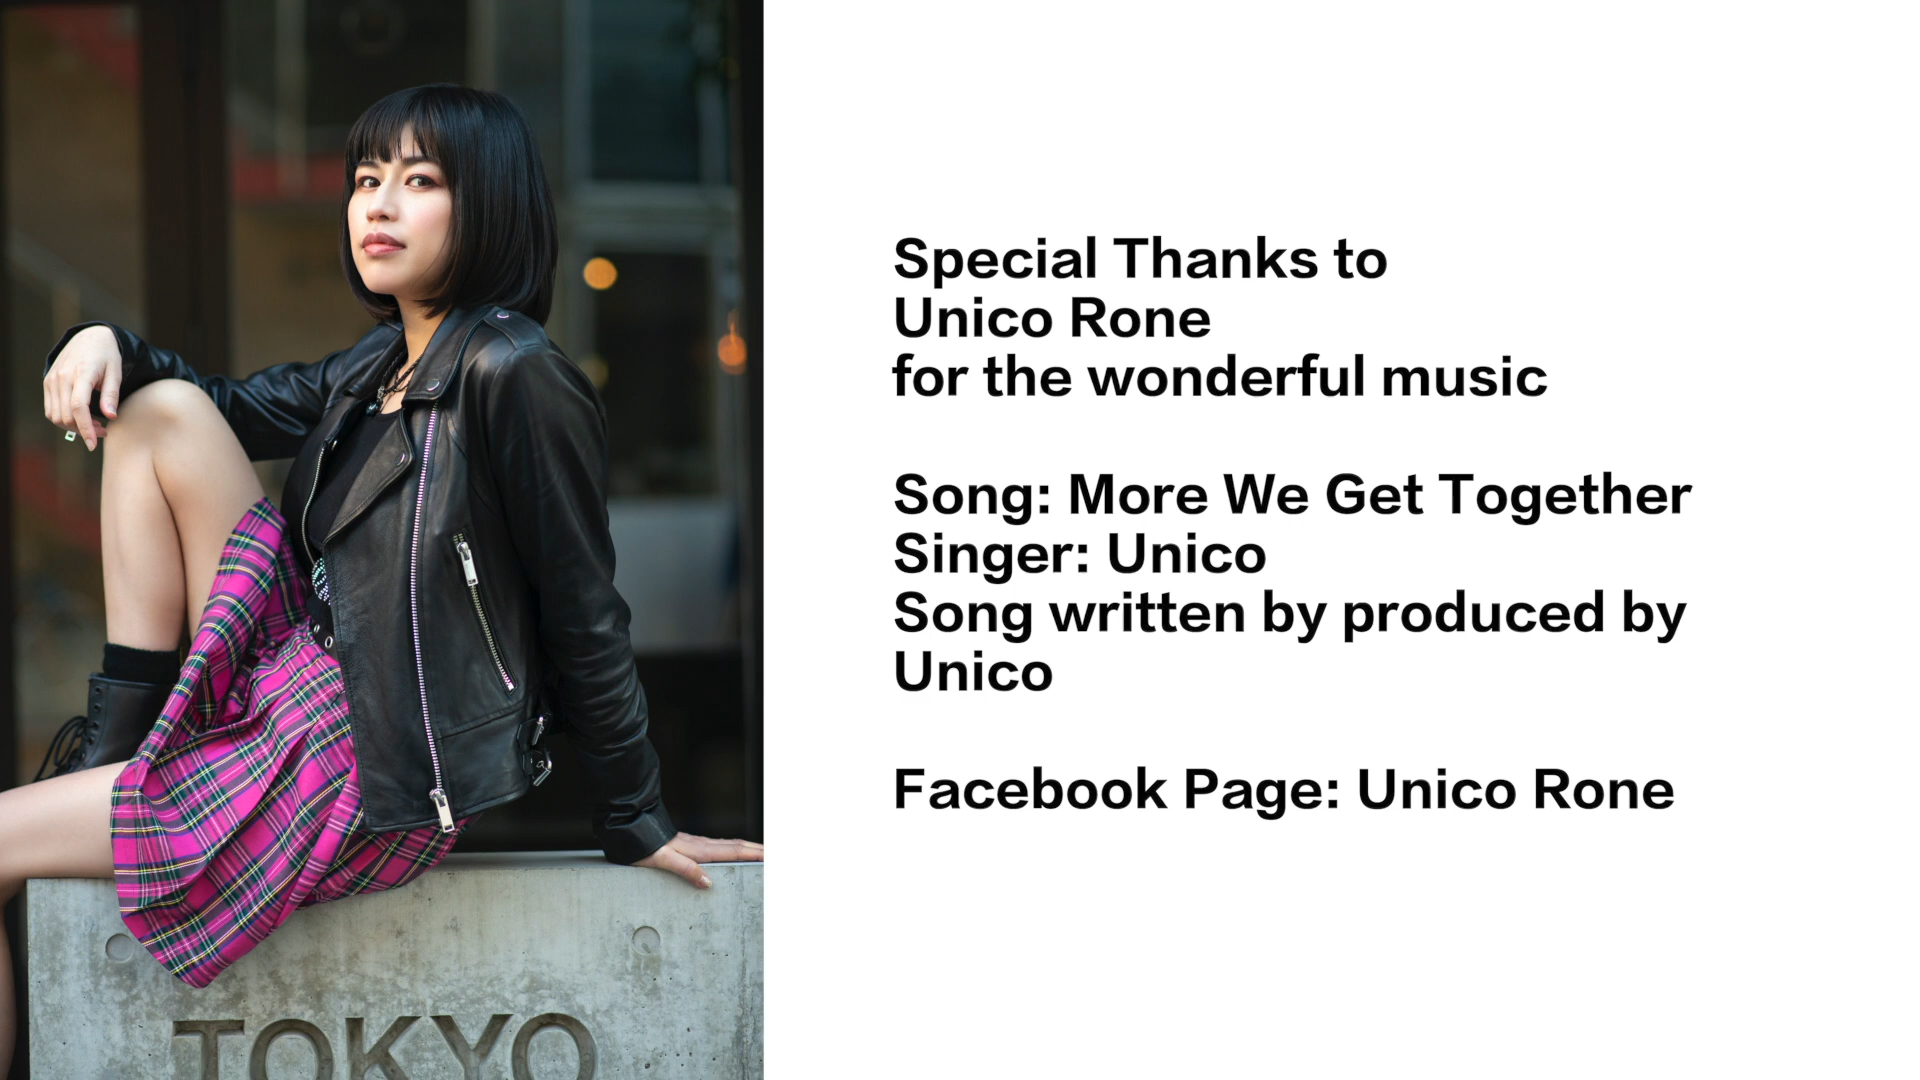 Special Thanks to
Unico Rone
for the wonderful music
Song: More We Get Together
Singer: Unico
Song written by produced by
Unico
Facebook Page: Unico Rone
TOKYO